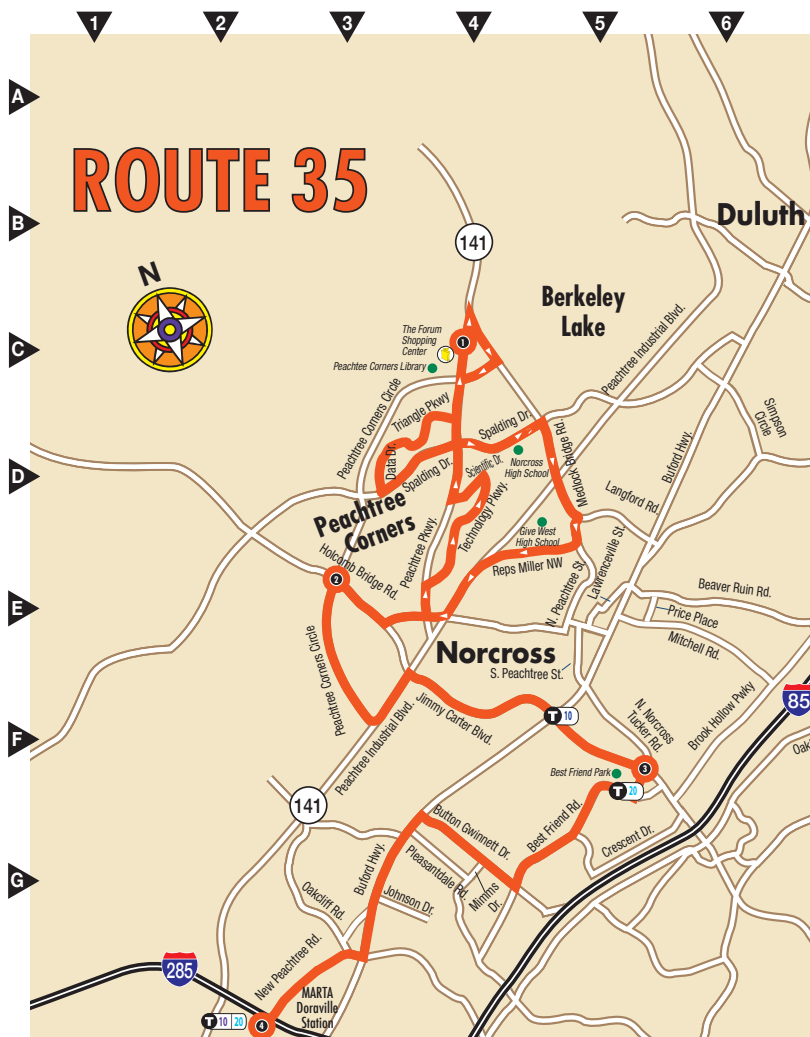 1
2
3
4
5
6
A
B
C
D
E
F
G
ROUTE 35
N
141
Duluth
Berkeley
Lake
The Forum
Shopping
Center
1
Peachtee Corners Library
Peachtree Industrial Blvd.
Peachtree Corners Circle
Triangle Pkwy
Simpson
Circle
Spalding Dr.
Medlock Bridge Rd.
Buford Hwy.
Data Dr.
Spalding Dr.
Scientific Dr.
Norcross
High School
Langford Rd.
Peachtree
Corners
Peachtree Pkwy.
Technology Pkwy.
Give West
High School
Holcomb Bridge Rd.
Reps Miller NW
N. Peachtree St.
Lawrenceville St.
2
Beaver Ruin Rd.
Price Place
Mitchell Rd.
Norcross
S. Peachtree St.
Peachtree Corners Circle
Peachtree Industrial Blvd.
Jimmy Carter Blvd.
T 10
N. Norcross
Tucker Rd.
Brook Hollow Pwky
85
Oak
3
Best Friend Park
T 20
141
Button Gwinnett Dr.
Best Friend Rd.
Crescent Dr.
Buford Hwy.
Pleasantdale Rd.
Mimms
Dr.
Oakcliff Rd.
Johnson Dr.
New Peachtree Rd.
285
MARTA
Doraville
Station
T 10 20
4